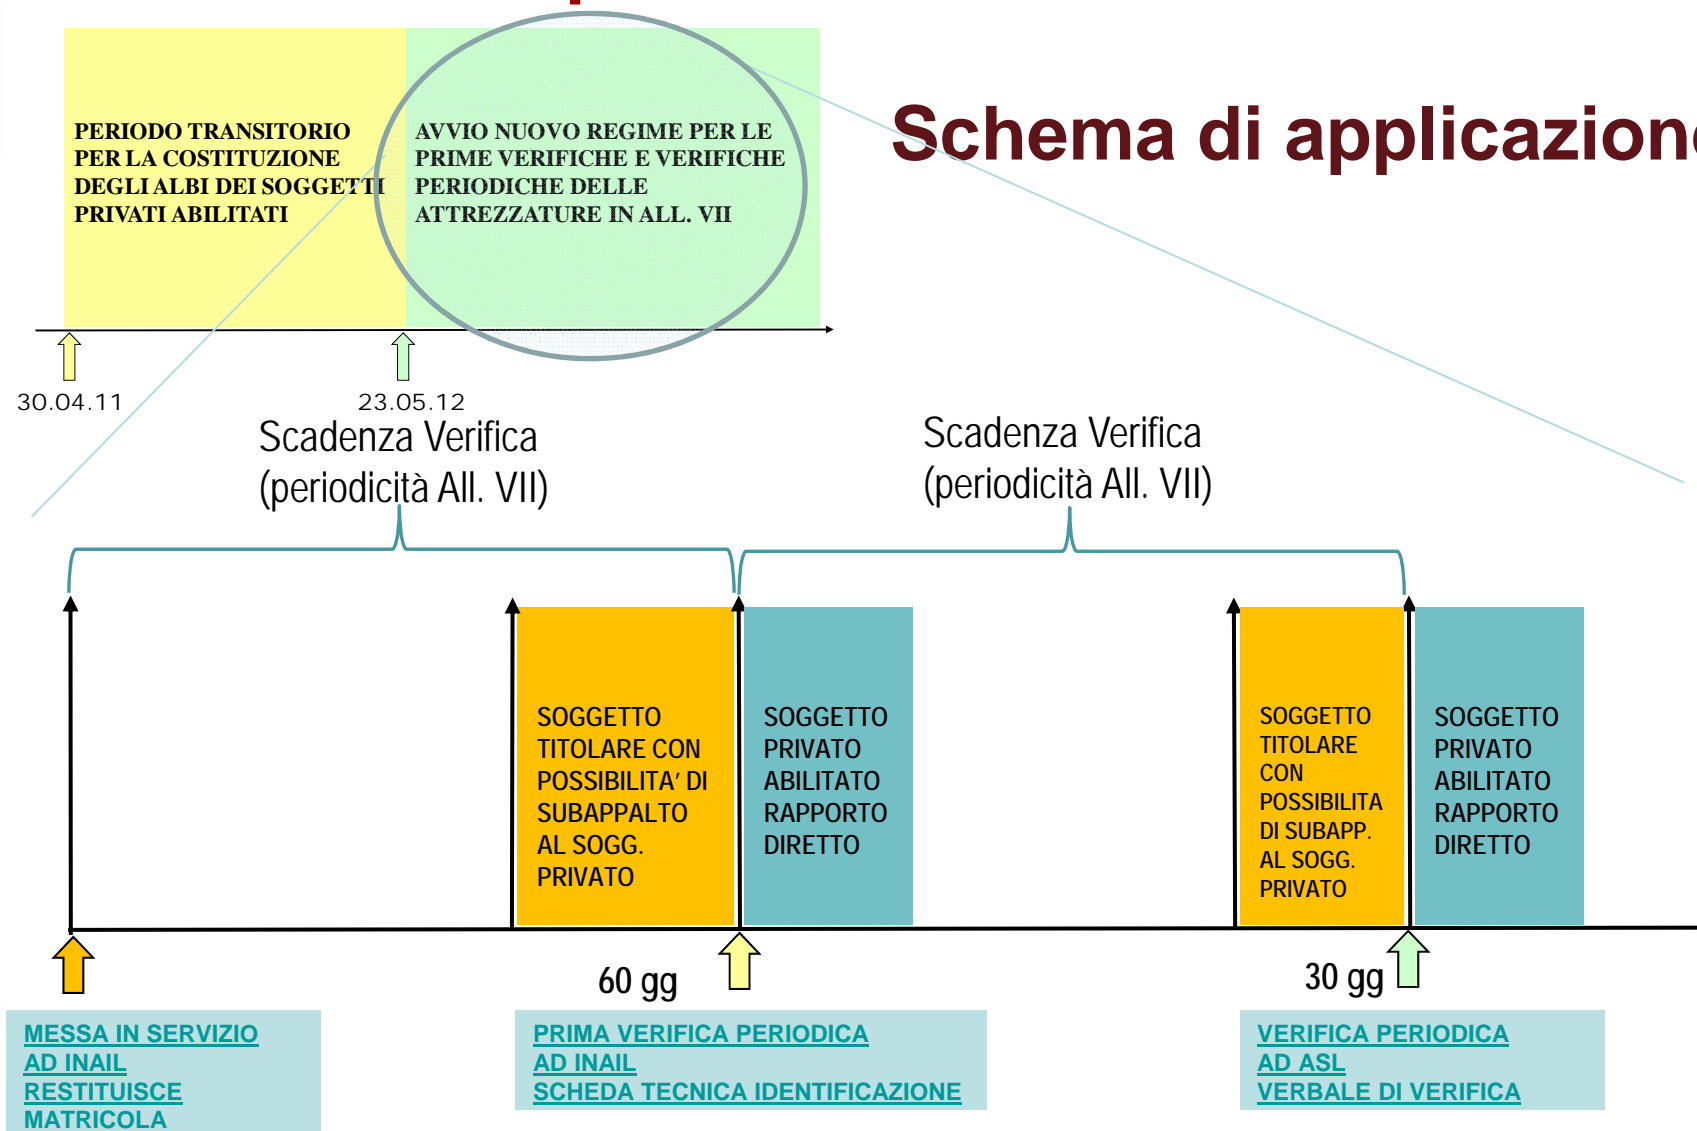 Schema di applicazione
PERIODO TRANSITORIO
PER LA COSTITUZIONE
DEGLI ALBI DEI SOGGETTI
PRIVATI ABILITATI
AVVIO NUOVO REGIME PER LE
PRIME VERIFICHE E VERIFICHE
PERIODICHE DELLE
ATTREZZATURE IN ALL. VII
30.04.11
23.05.12
Scadenza Verifica
(periodicità All. VII)
Scadenza Verifica
(periodicità All. VII)
SOGGETTO
TITOLARE CON
POSSIBILITA' DI
SUBAPPALTO
AL SOGG.
PRIVATO
SOGGETTO
PRIVATO
ABILITATO
RAPPORTO
DIRETTO
SOGGETTO
TITOLARE
CON
POSSIBILITA
DI SUBAPP.
AL SOGG.
PRIVATO
SOGGETTO
PRIVATO
ABILITATO
RAPPORTO
DIRETTO
60 gg
30 gg
MESSA IN SERVIZIO
AD INAIL
RESTITUISCE
MATRICOLA
PRIMA VERIFICA PERIODICA
AD INAIL
SCHEDA TECNICA IDENTIFICAZIONE
VERIFICA PERIODICA
AD ASL
VERBALE DI VERIFICA